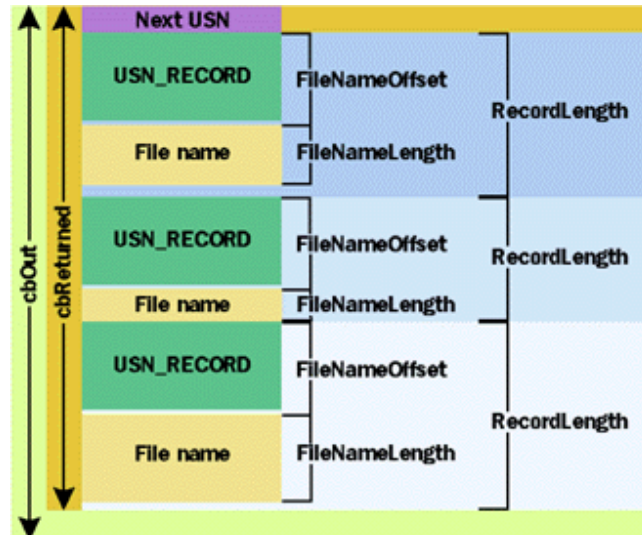 Next USN
USN_RECORD
FileNameOffset
RecordLength
File name
FileNameLength
USN_RECORD
FileNameOffset
RecordLength
File name
FileNameLength
USN_RECORD
FileNameOffset
RecordLength
File name
FileNameLength
cbOut
cbReturned